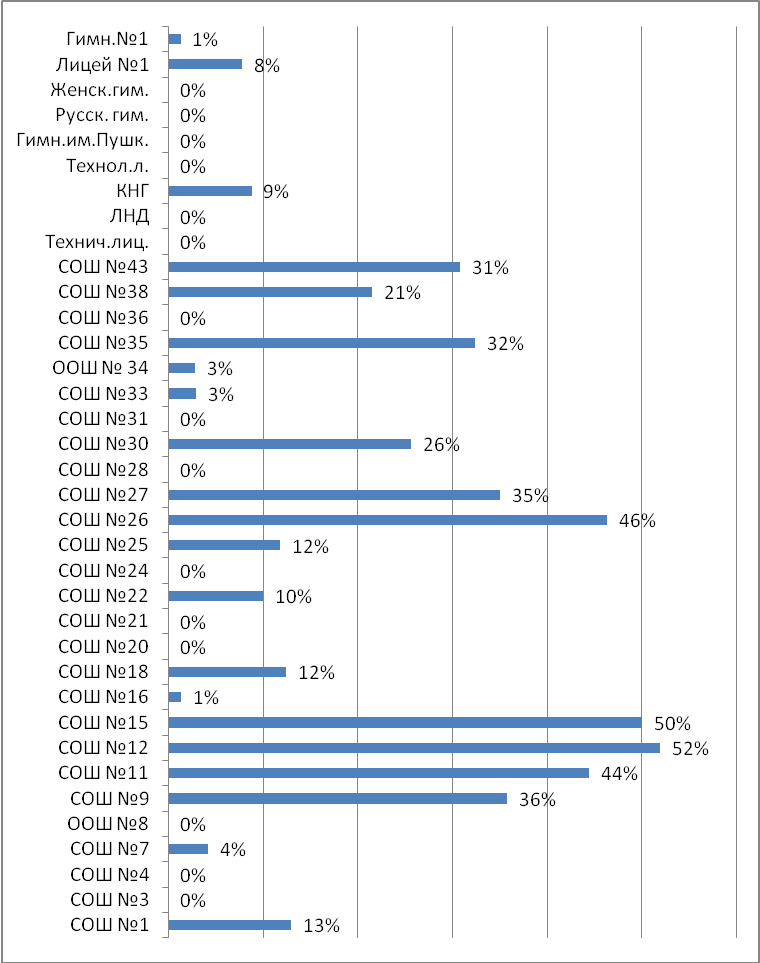 Гимн.№1 1%
Лицей №1 8%
Женск.гим. 0%
Русск. гим. 0%
Гимн.им.Пушк. 0%
Технол.л. 0%
КНГ 9%
ЛНД 0%
Технич.лиц. 0%
СОШ №43 31%
СОШ №38 21%
СОШ №36 0%
СОШ №35 32%
ООШ № 34 3%
СОШ №33 3%
СОШ №31 0%
СОШ №30 26%
СОШ №28 0%
СОШ №27 35%
СОШ №26 46%
СОШ №25 12%
СОШ №24 0%
СОШ №22 10%
СОШ №21 0%
СОШ №20 0%
СОШ №18 12%
СОШ №16 1%
СОШ №15 50%
СОШ №12 52%
СОШ №11 44%
СОШ №9 36%
ООШ №8 0%
СОШ №7 4%
СОШ №4 0%
СОШ №3 0%
СОШ №1 13%